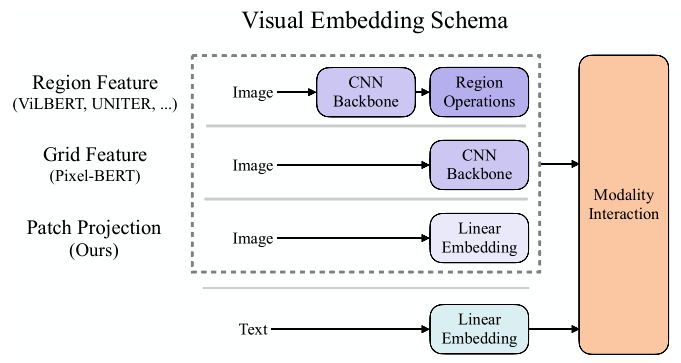 Visual Embedding Schema
Region Feature
(ViLBERT, UNITER, ...)
Image
CNN
Backbone
Region
Operations
Grid Feature
(Pixel-BERT)
Image
CNN
Backbone
Patch Projection
(Ours)
Image
Linear
Embedding
Modality
Interaction
Text
Linear
Embedding